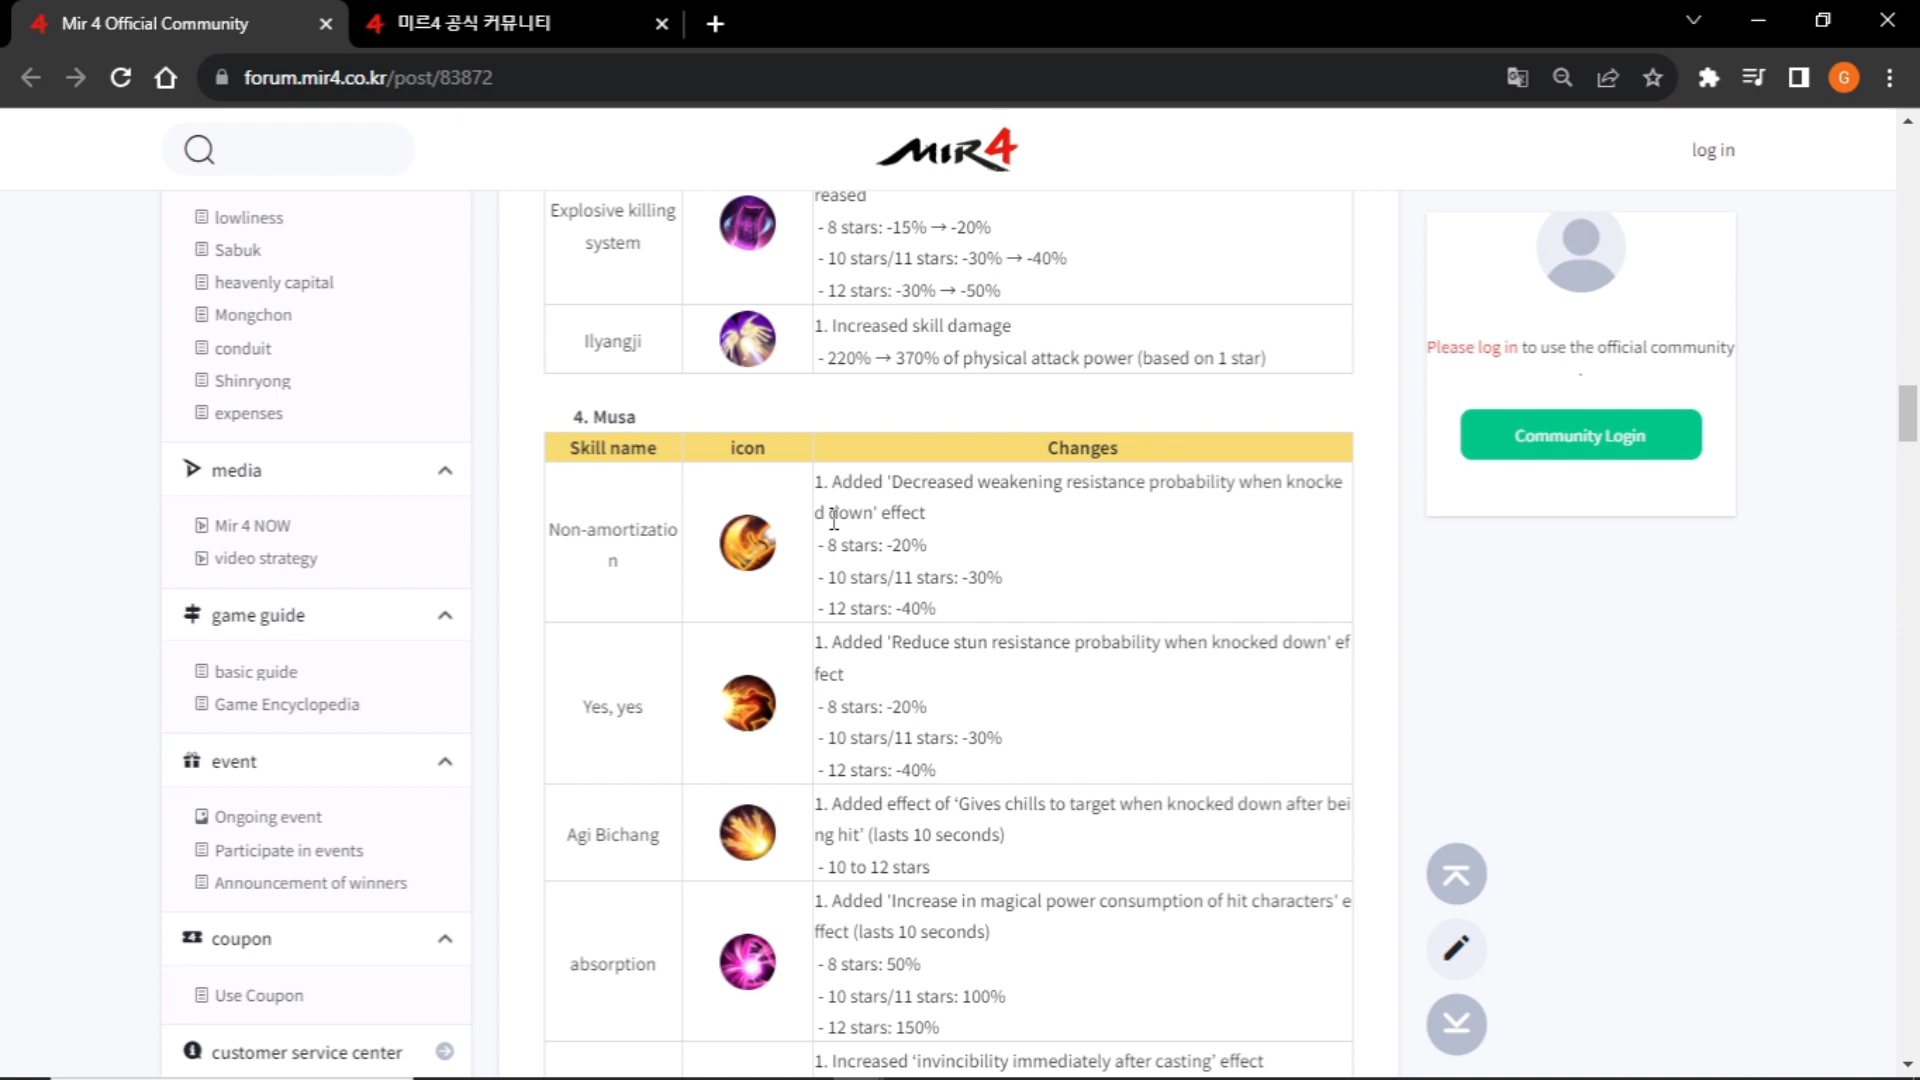 Mir 4 Official Community
미르4 공식 커뮤니티
forum.mir4.co.kr/post/83872
G
MIR4
log in
lowliness
Sabuk
heavenly capital
Mongchon
conduit
Shinryong
expenses
media
Mir 4 NOW
video strategy
game guide
basic guide
Game Encyclopedia
event
Ongoing event
Participate in events
Announcement of winners
coupon
Use Coupon
customer service center
Explosive killing
system
reased
- 8 stars: -15% → -20%
- 10 stars/11 stars: -30% → -40%
- 12 stars: -30% → -50%
Ilyangji
1. Increased skill damage
- 220% → 370% of physical attack power (based on 1 star)
4. Musa
Skill name icon Changes
Non-amortizatio
n
1. Added 'Decreased weakening resistance probability when knocke
d down' effect
- 8 stars: -20%
- 10 stars/11 stars: -30%
- 12 stars: -40%
Yes, yes
1. Added 'Reduce stun resistance probability when knocked down' ef
fect
- 8 stars: -20%
- 10 stars/11 stars: -30%
- 12 stars: -40%
Agi Bichang
1. Added effect of ‘Gives chills to target when knocked down after bei
ng hit’ (lasts 10 seconds)
- 10 to 12 stars
absorption
1. Added 'Increase in magical power consumption of hit characters' e
ffect (lasts 10 seconds)
- 8 stars: 50%
- 10 stars/11 stars: 100%
- 12 stars: 150%
1. Increased ‘invincibility immediately after casting’ effect
Please log in to use the official community
.
Community Login